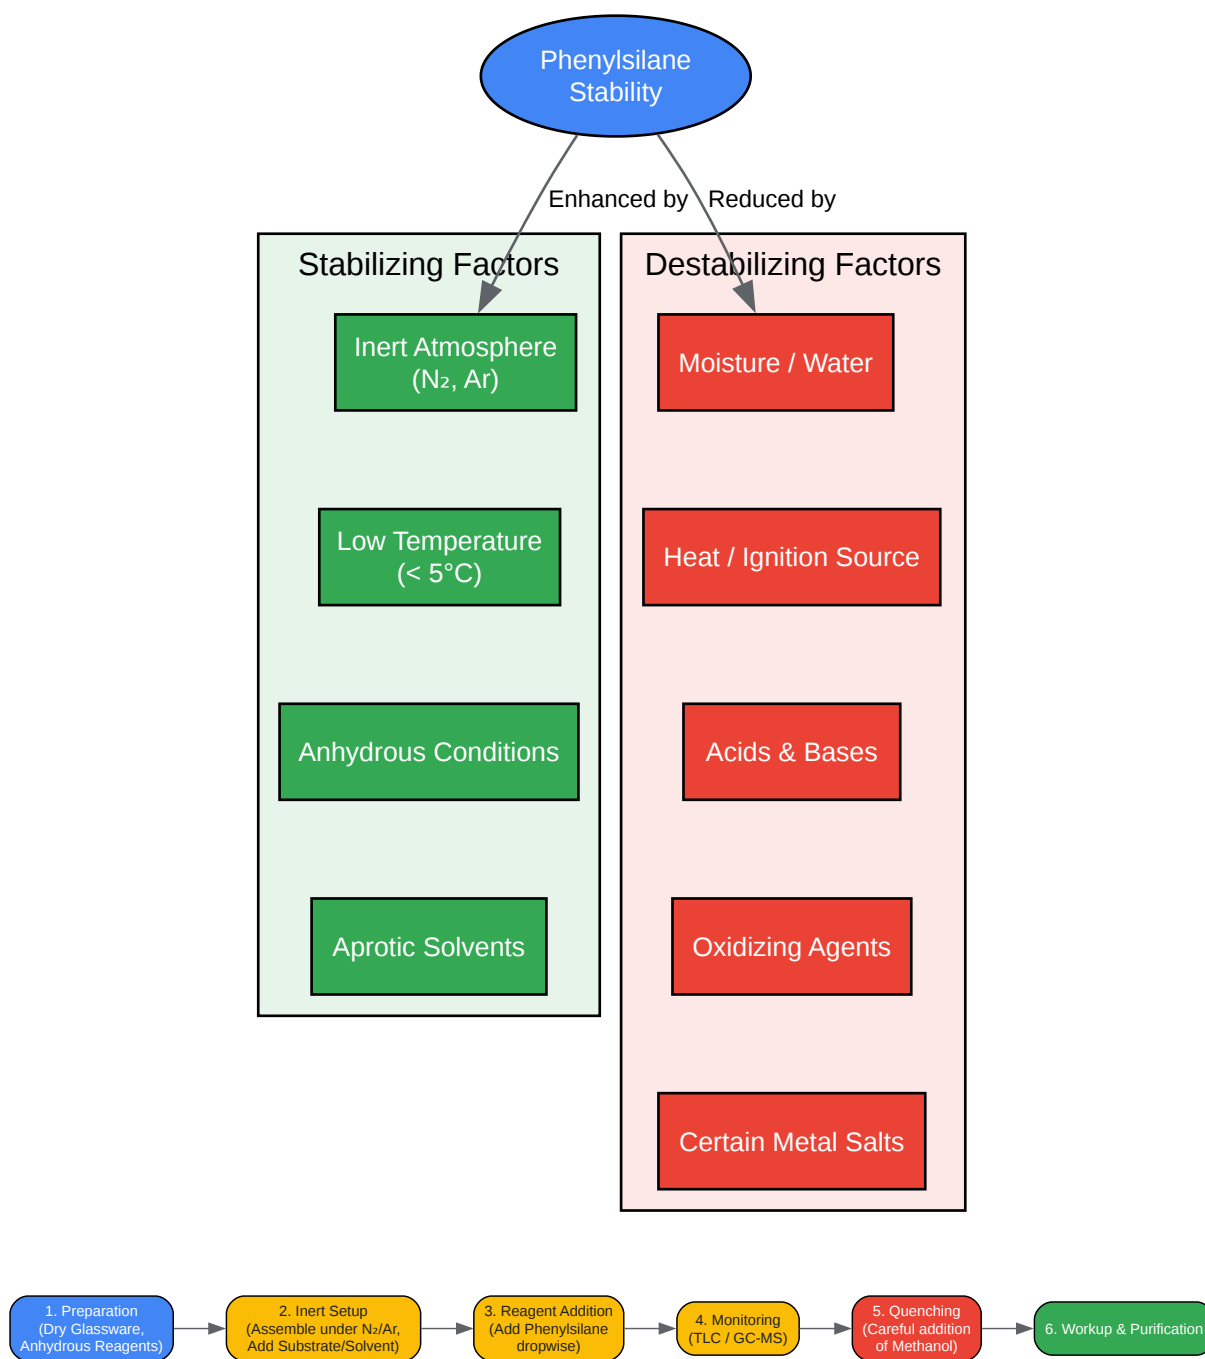 Phenylsilane
Stability
Enhanced by
Reduced by
Stabilizing Factors
Inert Atmosphere
(N₂, Ar)
Low Temperature
(< 5°C)
Anhydrous Conditions
Aprotic Solvents
Destabilizing Factors
Moisture / Water
Heat / Ignition Source
Acids & Bases
Oxidizing Agents
Certain Metal Salts
1. Preparation
(Dry Glassware,
Anhydrous Reagents)
2. Inert Setup
(Assemble under N₂/Ar,
Add Substrate/Solvent)
3. Reagent Addition
(Add Phenylsilane
dropwise)
4. Monitoring
(TLC / GC-MS)
5. Quenching
(Careful addition
of Methanol)
6. Workup & Purification